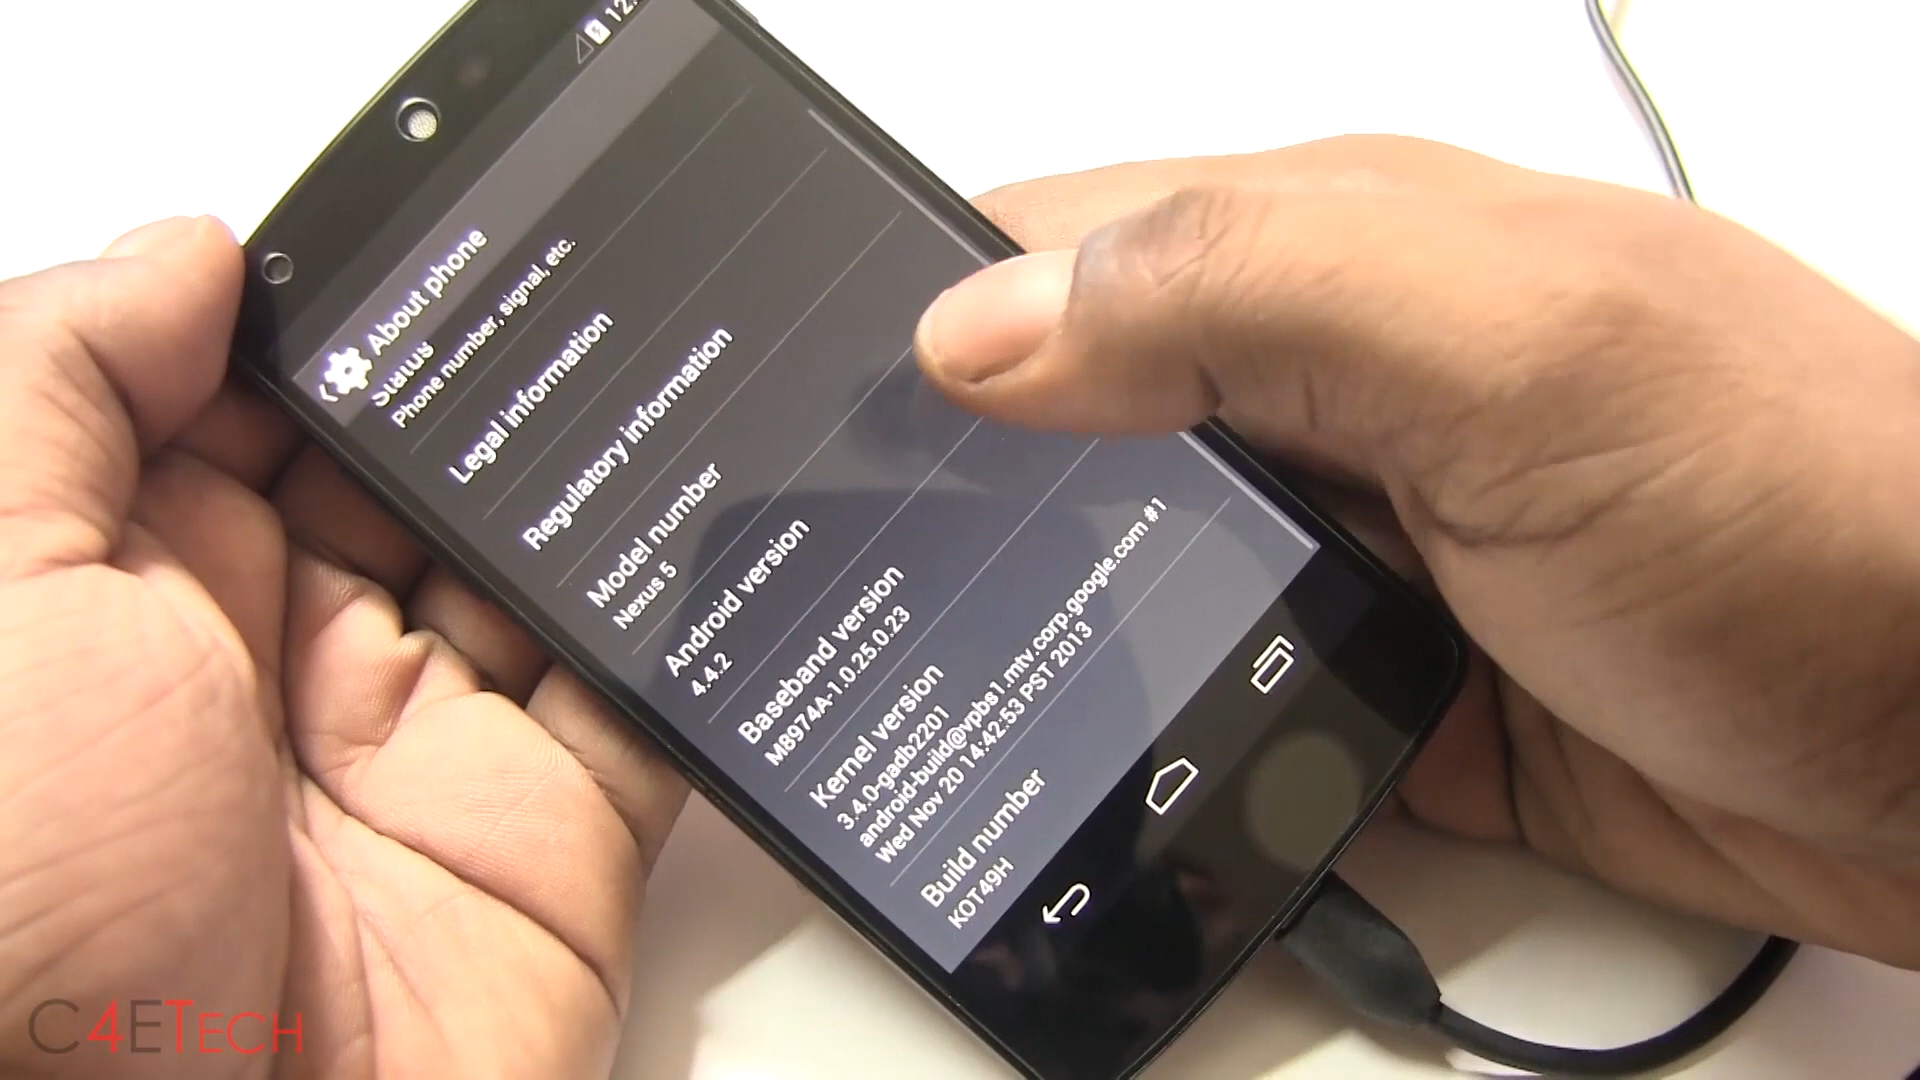 12:
About phone
Status
Phone number, signal, etc.
Legal information
Regulatory information
Model number
Nexus 5
Android version
4.4.2
Baseband version
M8974A-1.0.25.0.23
Kernel version
3.4.0-gadb2201
android-build@vpbs1.mtv.corp.google.com #1
Wed Nov 20 14:42:53 PST 2013
Build number
KOT49H
C4ETECH